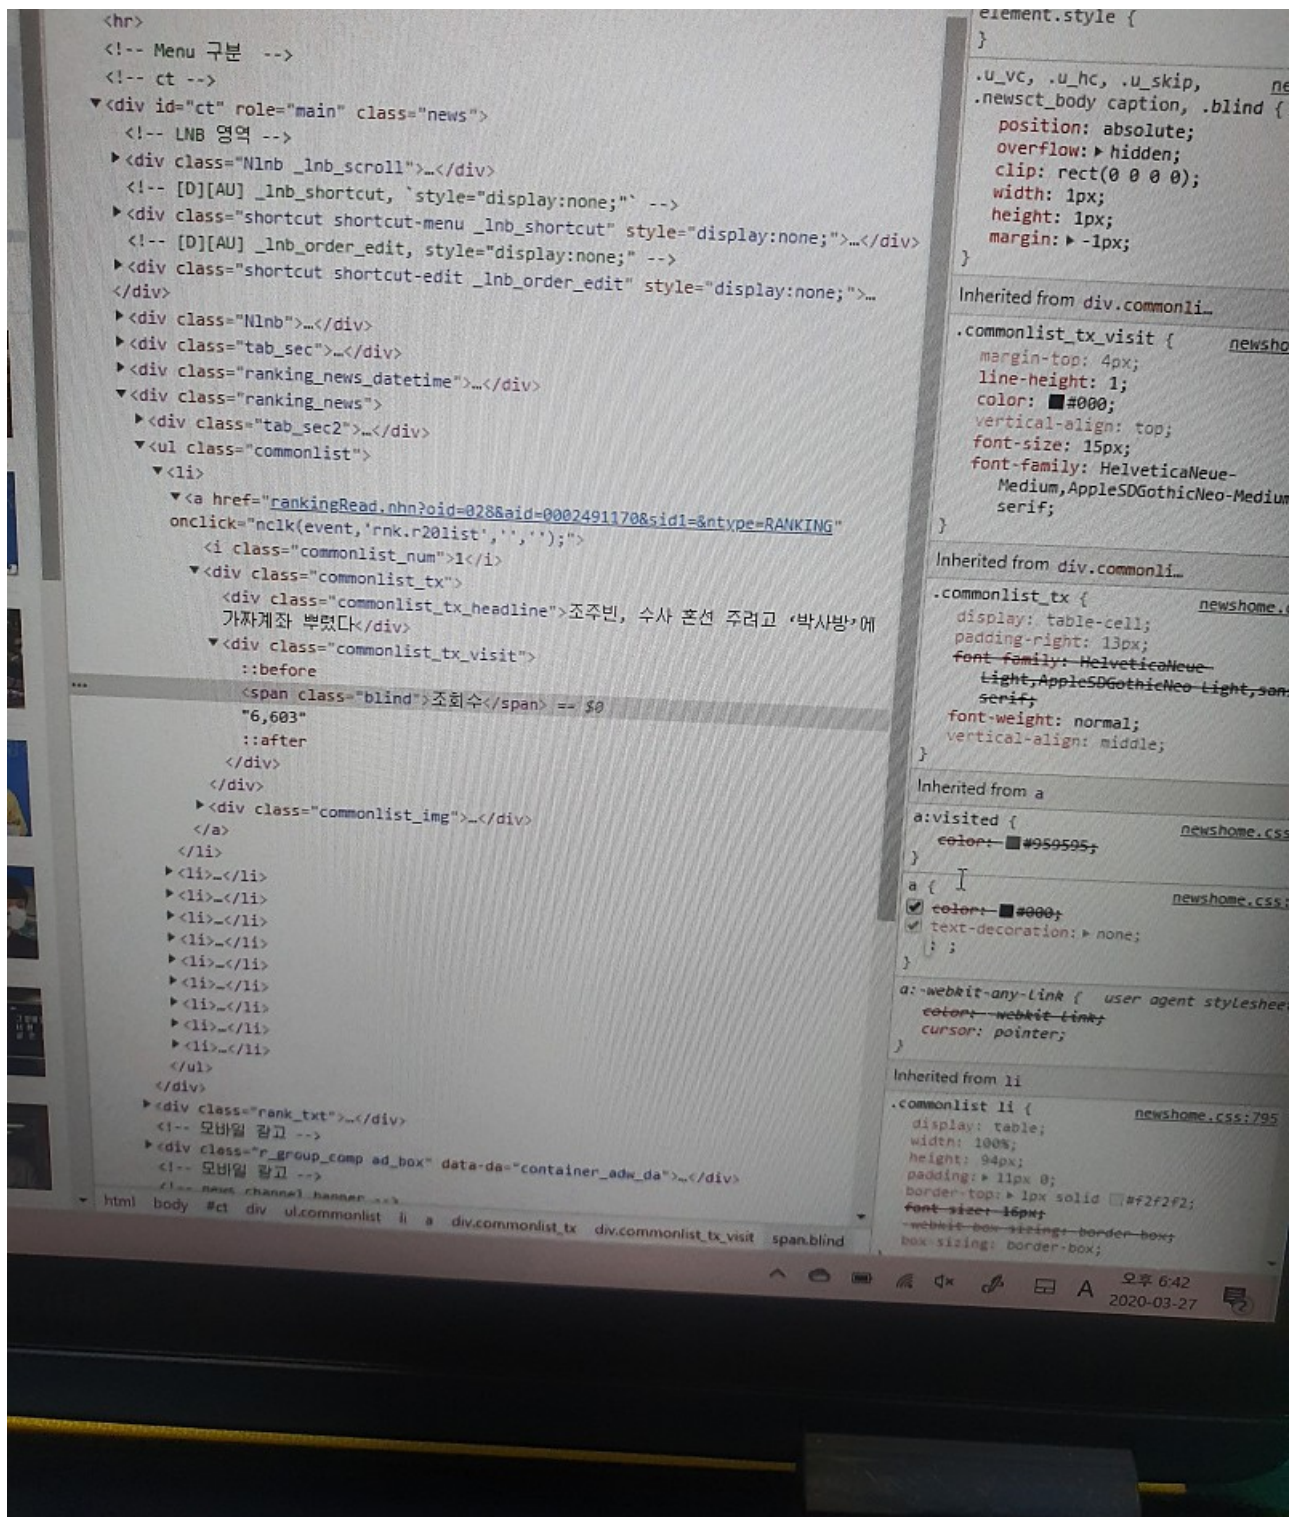 <hr>
<!-- Menu 구분 -->
<!-- ct -->
▼<div id="ct" role="main" class="news">
<!-- LNB 영역 -->
▶<div class="Nlnb _lnb_scroll">…</div>
<!-- [D][AU] _lnb_shortcut, `style="display:none;"` -->
▶<div class="shortcut shortcut-menu _lnb_shortcut" style="display:none;">…</div>
<!-- [D][AU] _lnb_order_edit, style="display:none;" -->
▶<div class="shortcut shortcut-edit _lnb_order_edit" style="display:none;">…
</div>
▶<div class="Nlnb">…</div>
▶<div class="tab_sec">…</div>
▶<div class="ranking_news_datetime">…</div>
▼<div class="ranking_news">
▶<div class="tab_sec2">…</div>
▼<ul class="commonlist">
▼<li>
▼<a href="rankingRead.nhn?oid=028&aid=0002491170&sid1=&ntype=RANKING"
onclick="nclk(event,'rnk.r20list','','');">
<i class="commonlist_num">1</i>
▼<div class="commonlist_tx">
<div class="commonlist_tx_headline">조주빈, 수사 혼선 주려고 ‘박사방’에
가짜계좌 뿌렸다</div>
▼<div class="commonlist_tx_visit">
::before
… <span class="blind">조회수</span> == $0
"6,603"
::after
</div>
</div>
▶<div class="commonlist_img">…</div>
</a>
</li>
▶<li>…</li>
▶<li>…</li>
▶<li>…</li>
▶<li>…</li>
▶<li>…</li>
▶<li>…</li>
▶<li>…</li>
▶<li>…</li>
▶<li>…</li>
</ul>
</div>
▶<div class="rank_txt">…</div>
<!-- 모바일 광고 -->
▶<div class="r_group_comp ad_box" data-da="container_adw_da">…</div>
<!-- 모바일 광고 -->
<!-- news channel banner -->
html body #ct div ul.commonlist li a div.commonlist_tx div.commonlist_tx_visit span.blind
element.style {
}
.u_vc, .u_hc, .u_skip,
.newsct_body caption, .blind {
position: absolute;
overflow: ▶ hidden;
clip: rect(0 0 0 0);
width: 1px;
height: 1px;
margin: ▶ -1px;
}
Inherited from div.commonli…
.commonlist_tx_visit { newsho
margin-top: 4px;
line-height: 1;
color: #000;
vertical-align: top;
font-size: 15px;
font-family: HelveticaNeue-
Medium,AppleSDGothicNeo-Medium
serif;
}
Inherited from div.commonli…
.commonlist_tx { newshome.c
display: table-cell;
padding-right: 13px;
font-family: HelveticaNeue-
Light,AppleSDGothicNeo-Light,san
serif;
font-weight: normal;
vertical-align: middle;
}
Inherited from a
a:visited { newshome.css
color: #959595;
}
a { newshome.css:
color: #000;
text-decoration: ▶ none;
: ;
}
a:-webkit-any-link { user agent styleshee
color: -webkit-link;
cursor: pointer;
}
Inherited from li
.commonlist li { newshome.css:795
display: table;
width: 100%;
height: 94px;
padding: ▶ 11px 0;
border-top: ▶ 1px solid #f2f2f2;
font-size: 16px;
-webkit-box-sizing: border-box;
box-sizing: border-box;
A 오후 6:42
2020-03-27
2